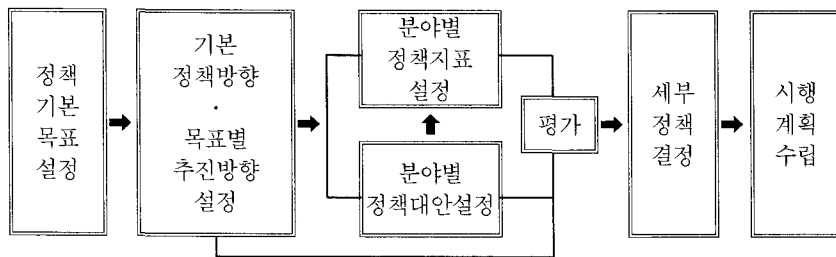 정책
기본
목표
설정
기본
정책방향
·
목표별
추진방향
설정
분야별
정책지표
설정
분야별
정책대안설정
평가
세부
정책
결정
시행
계획
수립